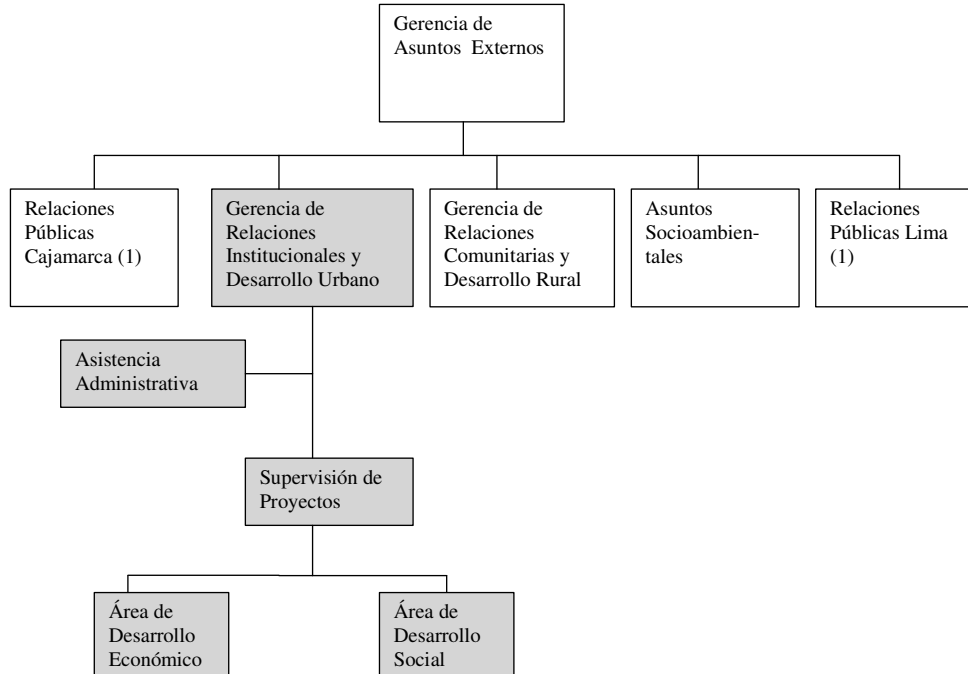 Gerencia de
Asuntos Externos
Relaciones
Públicas
Cajamarca (1)
Gerencia de
Relaciones
Institucionales y
Desarrollo Urbano
Gerencia de
Relaciones
Comunitarias y
Desarrollo Rural
Asuntos
Socioambien-
tales
Relaciones
Públicas Lima
(1)
Asistencia
Administrativa
Supervisión de
Proyectos
Área de
Desarrollo
Económico
Área de
Desarrollo
Social